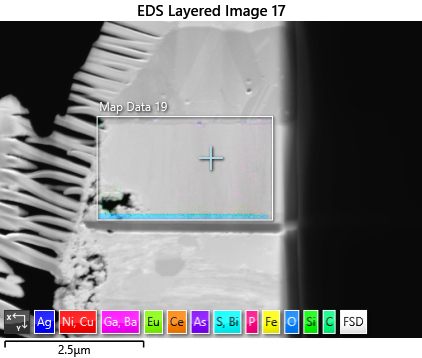 EDS Layered Image 17
Map Data 19
X Y Ag Ni, Cu Ga, Ba Eu Ce As S, Bi P Fe O Si C FSD
2.5μm